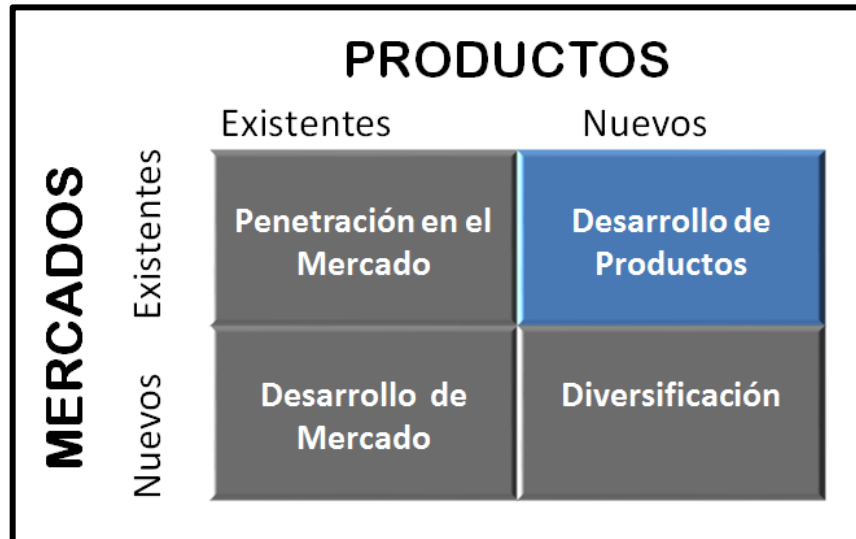 PRODUCTOS
Existentes
Nuevos
MERCADOS
Existentes
Penetración en el
Mercado
Desarrollo de
Productos
Nuevos
Desarrollo de
Mercado
Diversificación